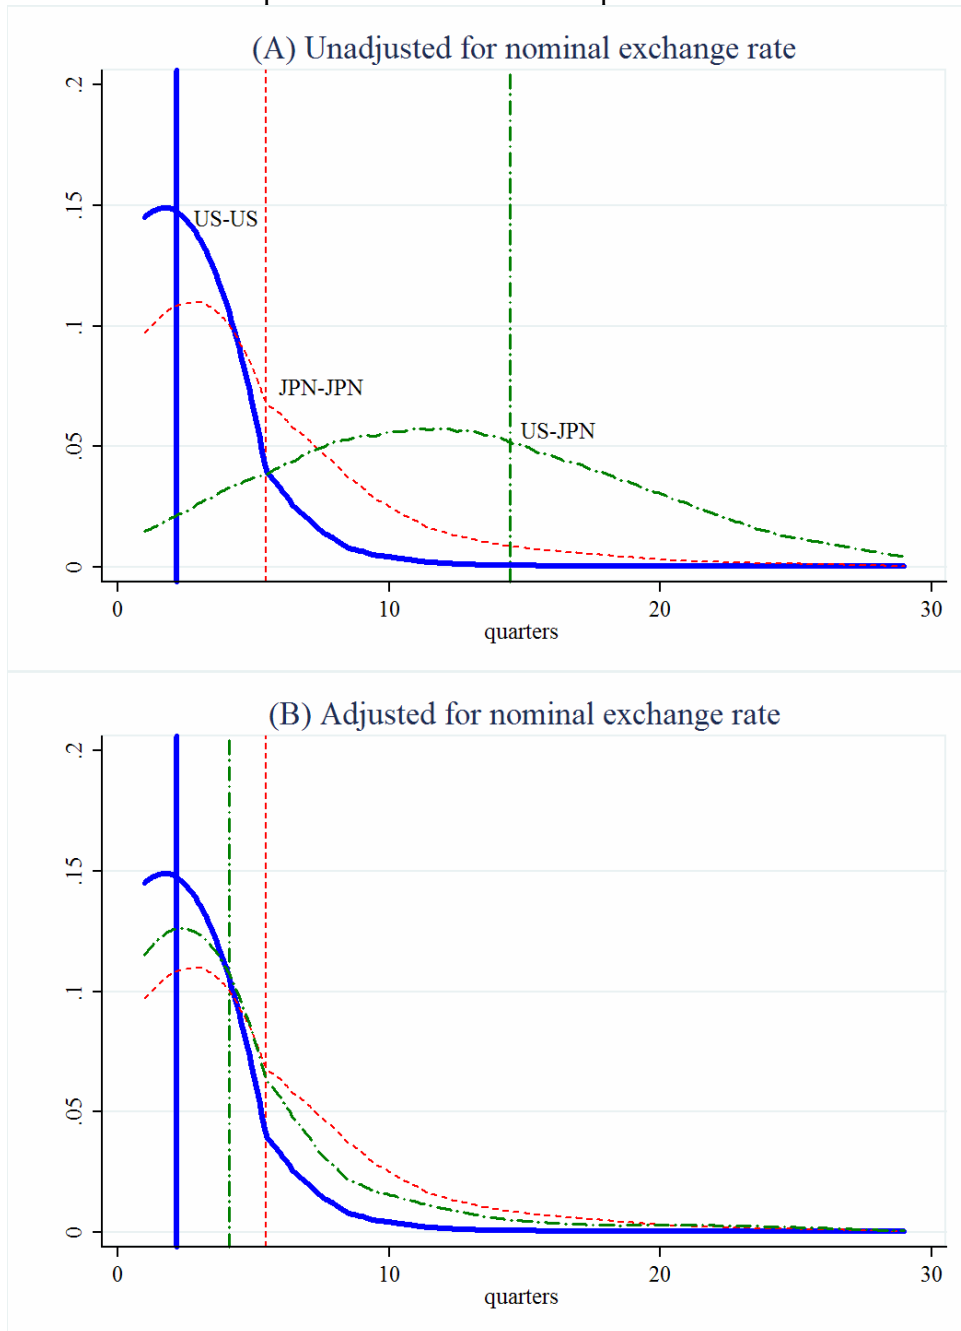 (A) Unadjusted for nominal exchange rate
.2
.15
.1
.05
0
US-US
JPN-JPN
US-JPN
0 10 20 30
quarters
(B) Adjusted for nominal exchange rate
.2
.15
.1
.05
0
0 10 20 30
quarters